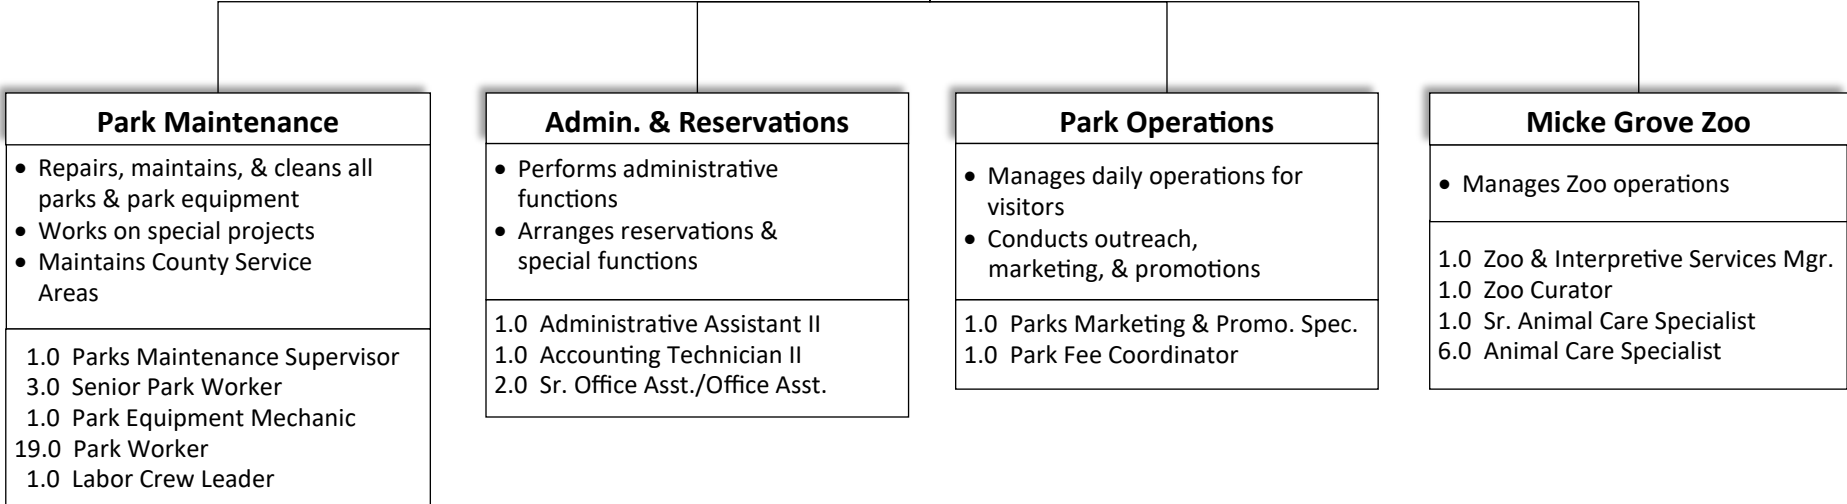 Park Maintenance
• Repairs, maintains, & cleans all
parks & park equipment
• Works on special projects
• Maintains County Service
Areas
1.0 Parks Maintenance Supervisor
3.0 Senior Park Worker
1.0 Park Equipment Mechanic
19.0 Park Worker
1.0 Labor Crew Leader
Admin. & Reservations
• Performs administrative
functions
• Arranges reservations &
special functions
1.0 Administrative Assistant II
1.0 Accounting Technician II
2.0 Sr. Office Asst./Office Asst.
Park Operations
• Manages daily operations for
visitors
• Conducts outreach,
marketing, & promotions
1.0 Parks Marketing & Promo. Spec.
1.0 Park Fee Coordinator
Micke Grove Zoo
• Manages Zoo operations
1.0 Zoo & Interpretive Services Mgr.
1.0 Zoo Curator
1.0 Sr. Animal Care Specialist
6.0 Animal Care Specialist